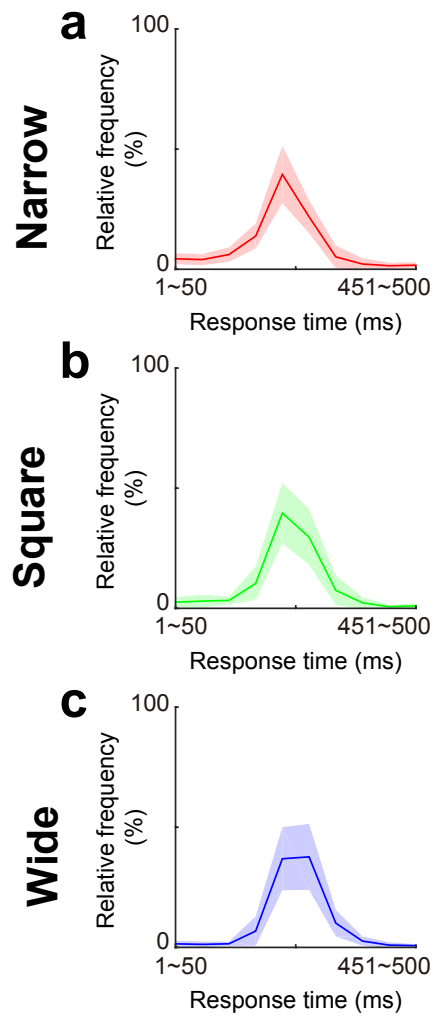 a
Narrow
Relative frequency
(%)
100
0
1~50
451~500
Response time (ms)
b
Square
Relative frequency
(%)
100
0
1~50
451~500
Response time (ms)
c
Wide
Relative frequency
(%)
100
0
1~50
451~500
Response time (ms)